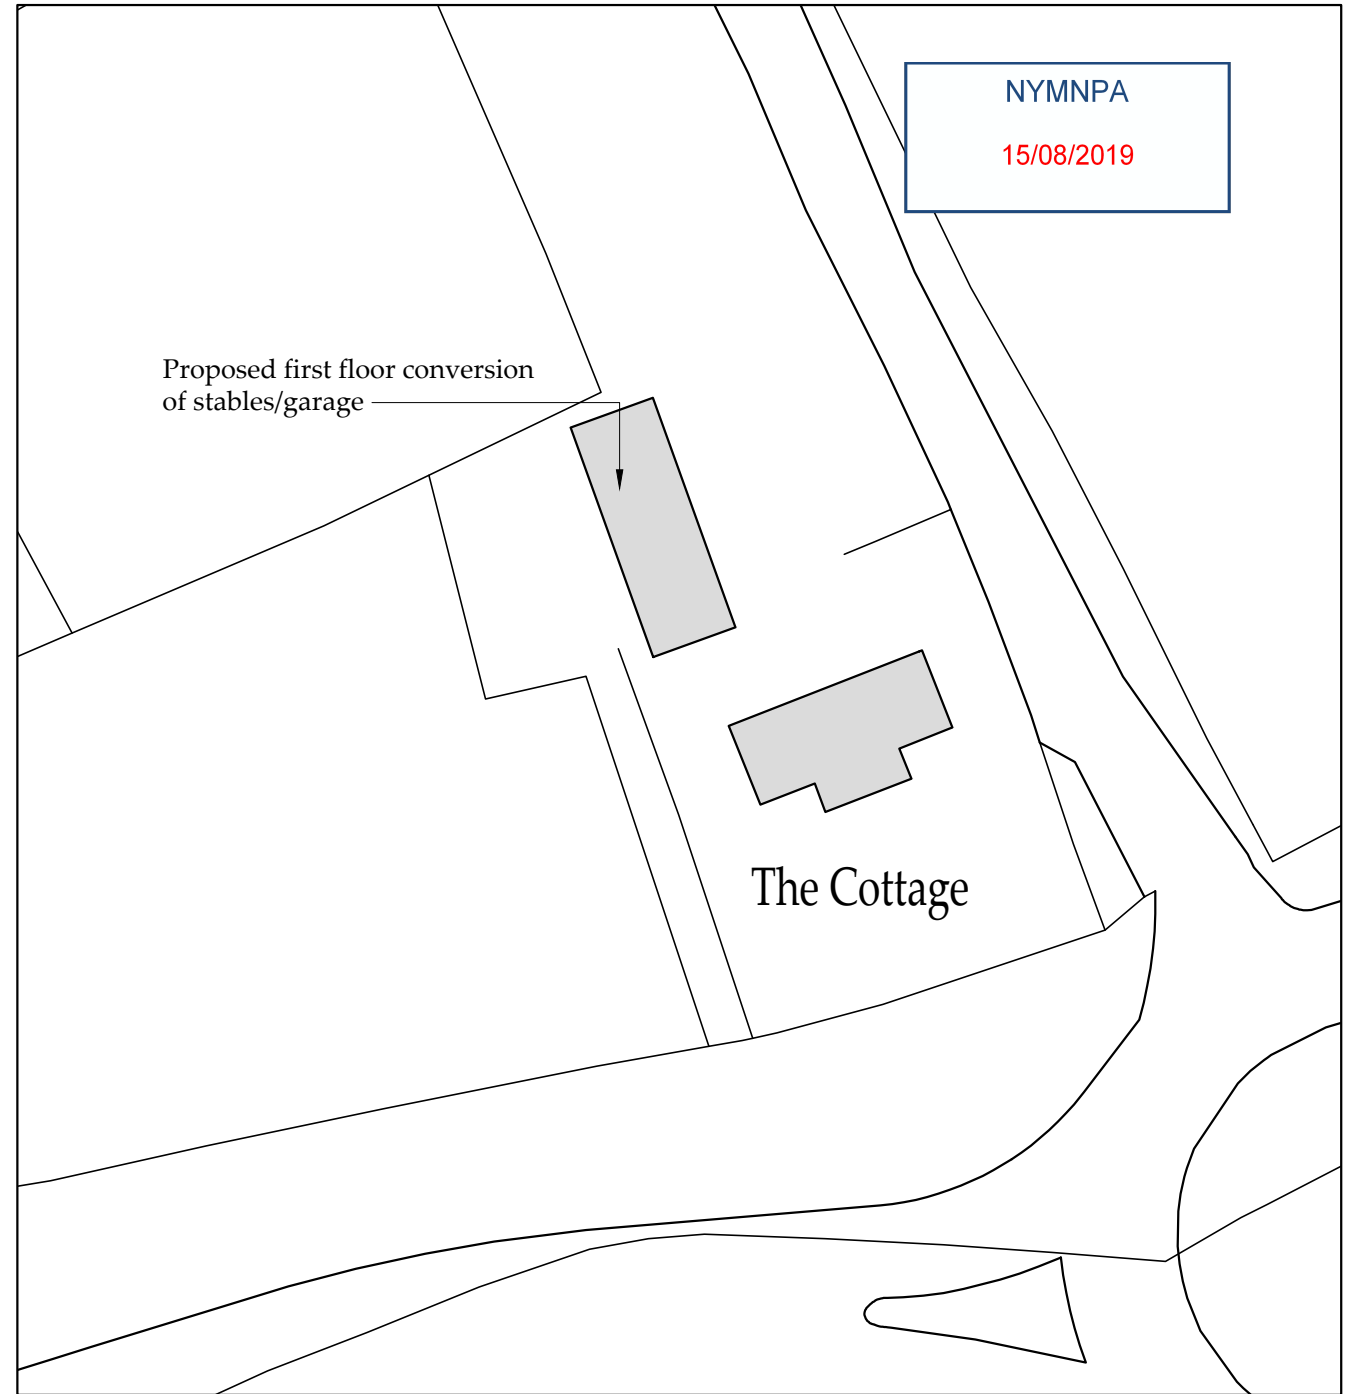 NYMNPA
15/08/2019
Proposed first floor conversion
of stables/garage
The Cottage